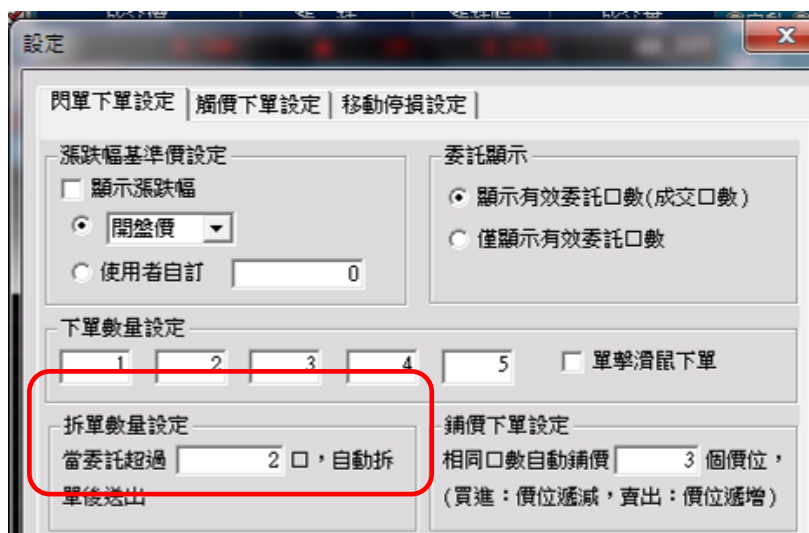 設定
閃單下單設定 觸價下單設定 移動停損設定
漲跌幅基準價設定
顯示漲跌幅
開盤價
使用者自訂 0
委託顯示
顯示有效委託口數(成交口數)
僅顯示有效委託口數
下單數量設定
1 2 3 4 5 單擊滑鼠下單
拆單數量設定
當委託超過 2 口，自動拆
單後送出
鋪價下單設定
相同口數自動鋪價 3 個價位，
(買進：價位遞減，賣出：價位遞增)